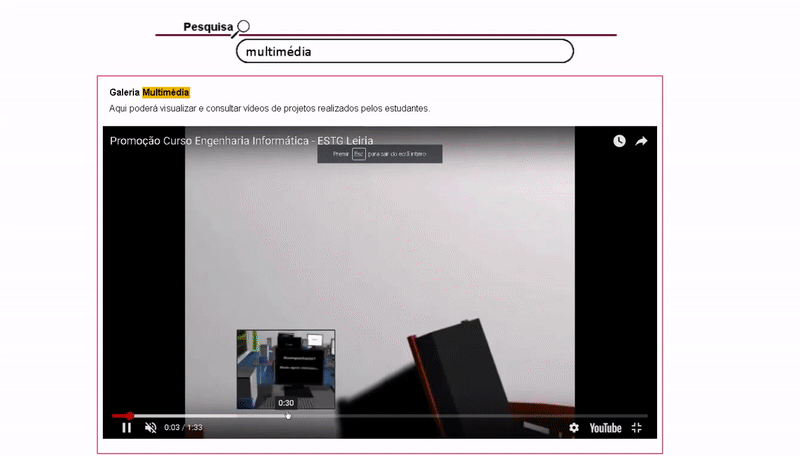 Pesquisa
multimédia
Galeria Multimédia
Aqui poderá visualizar e consultar vídeos de projetos realizados pelos estudantes.
Promoção Curso Engenharia Informática - ESTG Leiria
Premir Esc para sair do ecrã inteiro
0:30
0:03 / 1:33
YouTube